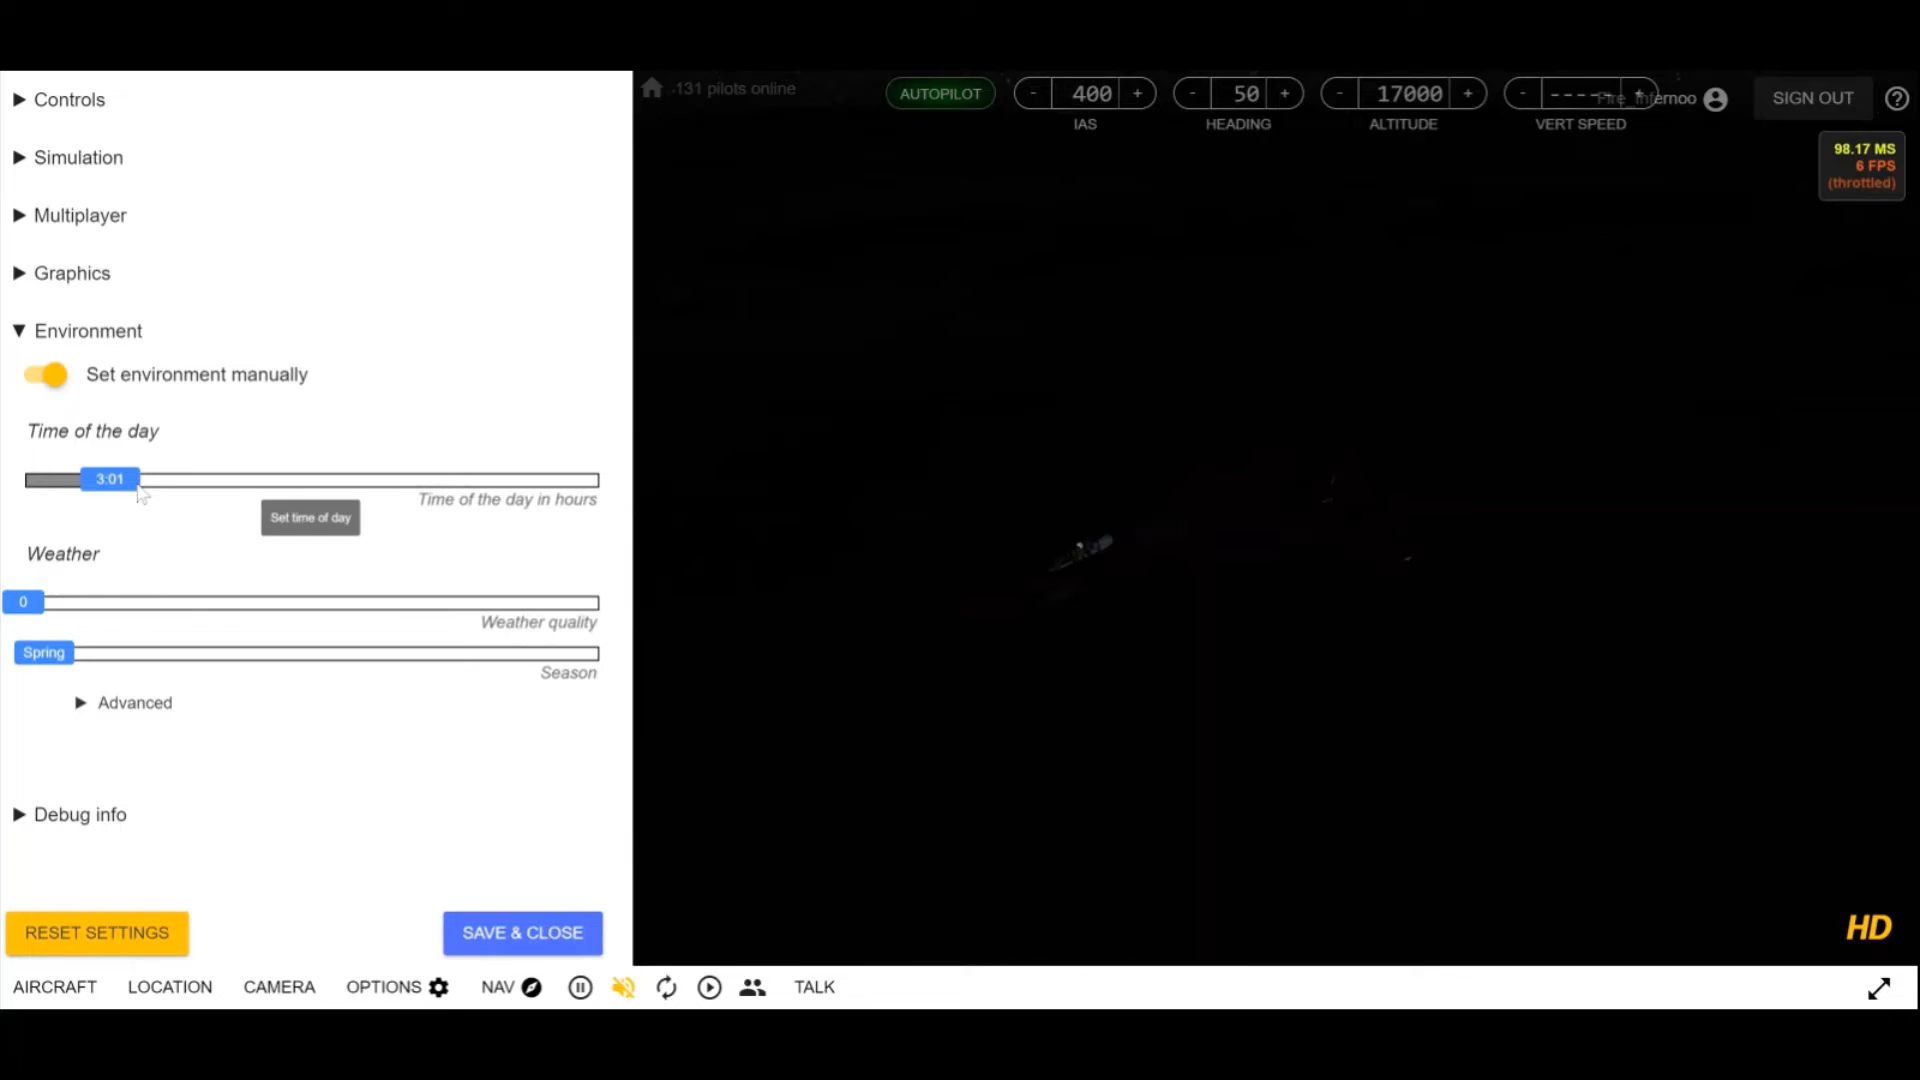 Controls
Simulation
Multiplayer
Graphics
Environment
Set environment manually
Time of the day
3:01
Time of the day in hours
Set time of day
Weather
0
Weather quality
Spring
Season
Advanced
Debug info
RESET SETTINGS
SAVE & CLOSE
131 pilots online
AUTOPILOT
- 400 +
IAS
- 50 +
HEADING
- 17000 +
ALTITUDE
- ----- +
VERT SPEED
SIGN OUT
98.17 MS
6 FPS
(throttled)
HD
AIRCRAFT LOCATION CAMERA OPTIONS NAV TALK